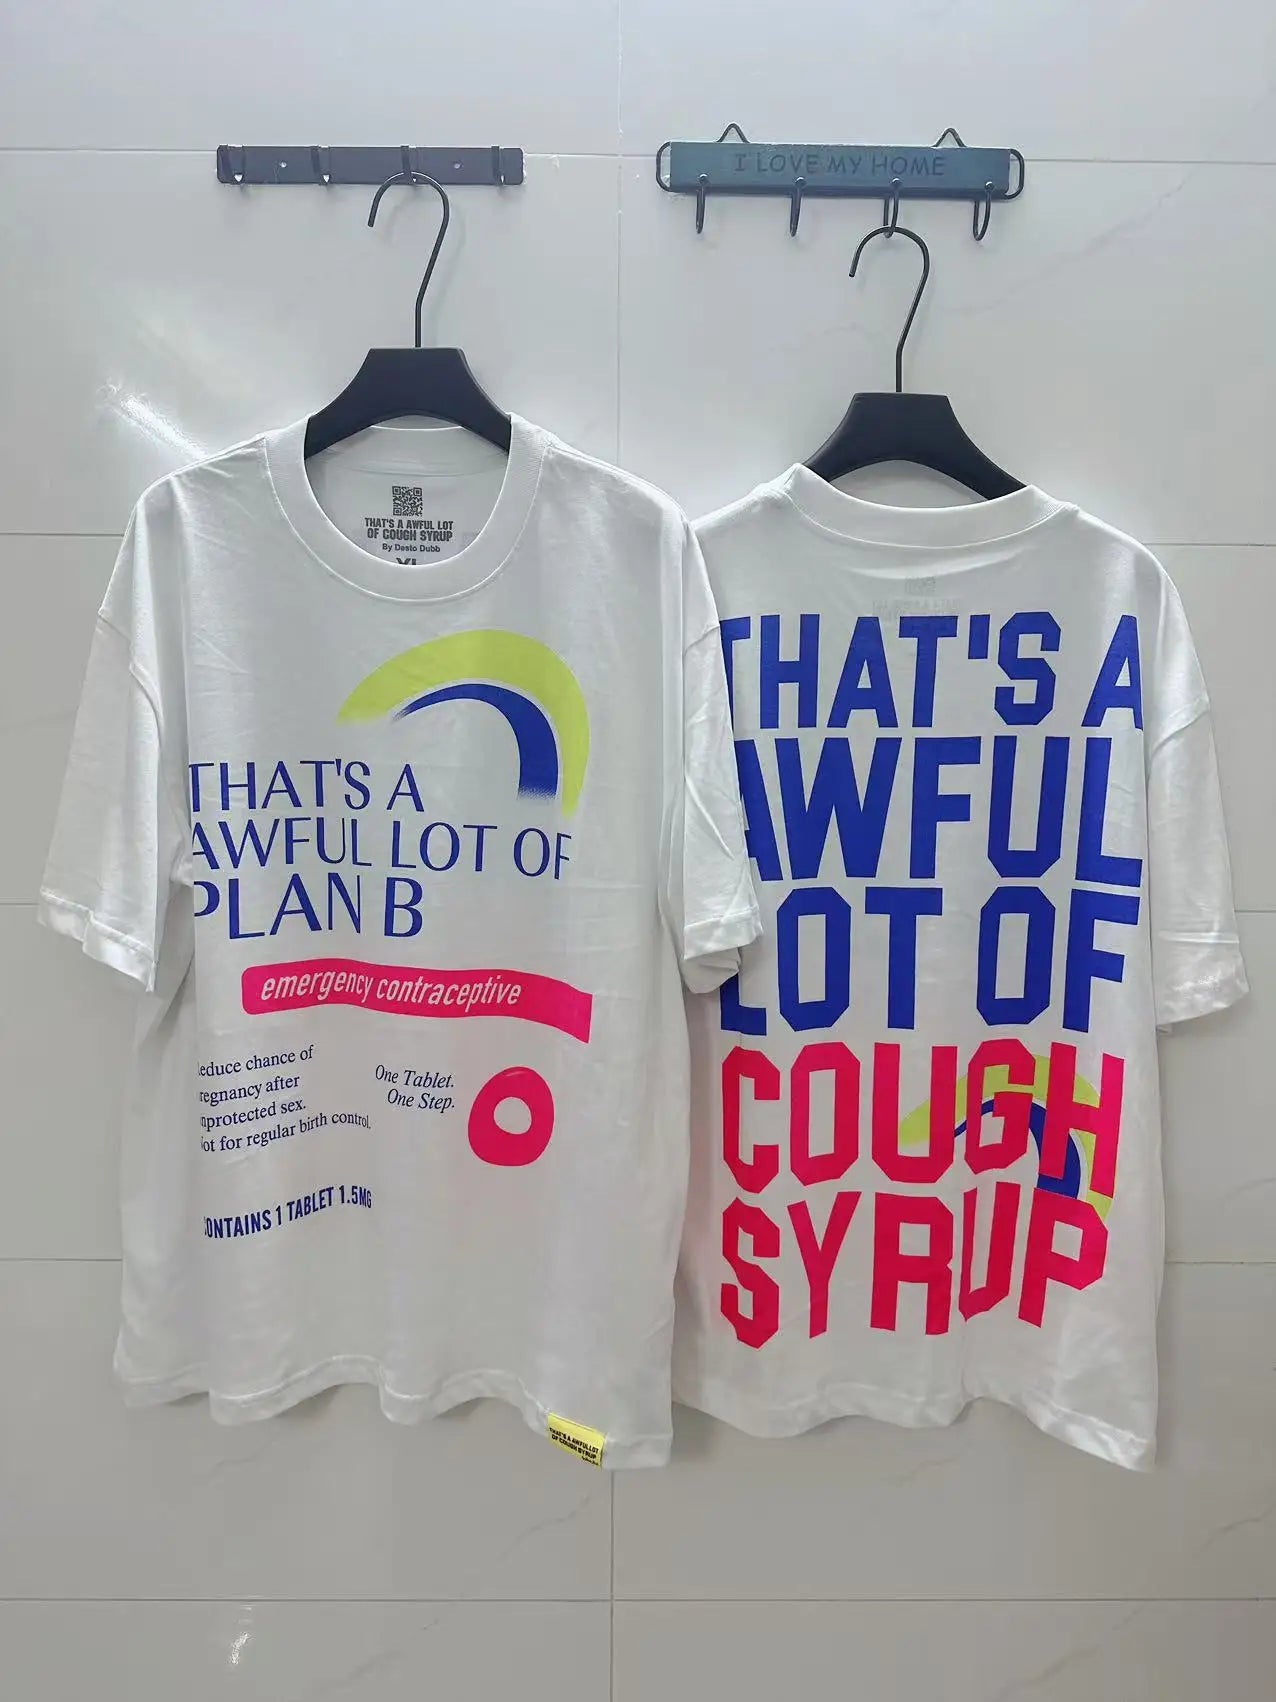 I LOVE MY HOME
THAT'S A AWFUL LOT
OF COUGH SYRUP
By Desto Dubb
XL
THAT'S A
AWFUL LOT OF
PLAN B
emergency contraceptive
educe chance of
regnancy after
nprotected sex.
ot for regular birth control.
One Tablet.
One Step.
ONTAINS 1 TABLET 1.5MG
THAT'S A AWFUL LOT
OF COUGH SYRUP
THAT'S A
AWFUL
LOT OF
COUGH
SYRUP